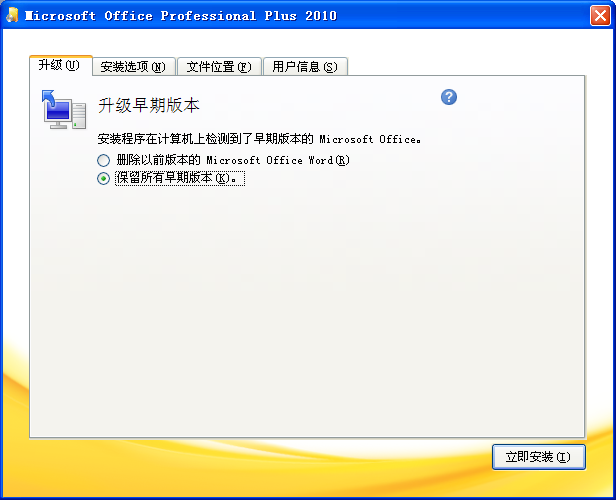 Microsoft Office Professional Plus 2010
升级(U) 安装选项(N) 文件位置(F) 用户信息(S)
升级早期版本
?
安装程序在计算机上检测到了早期版本的 Microsoft Office。
删除以前版本的 Microsoft Office Word(R)
保留所有早期版本(K)。
立即安装(I)